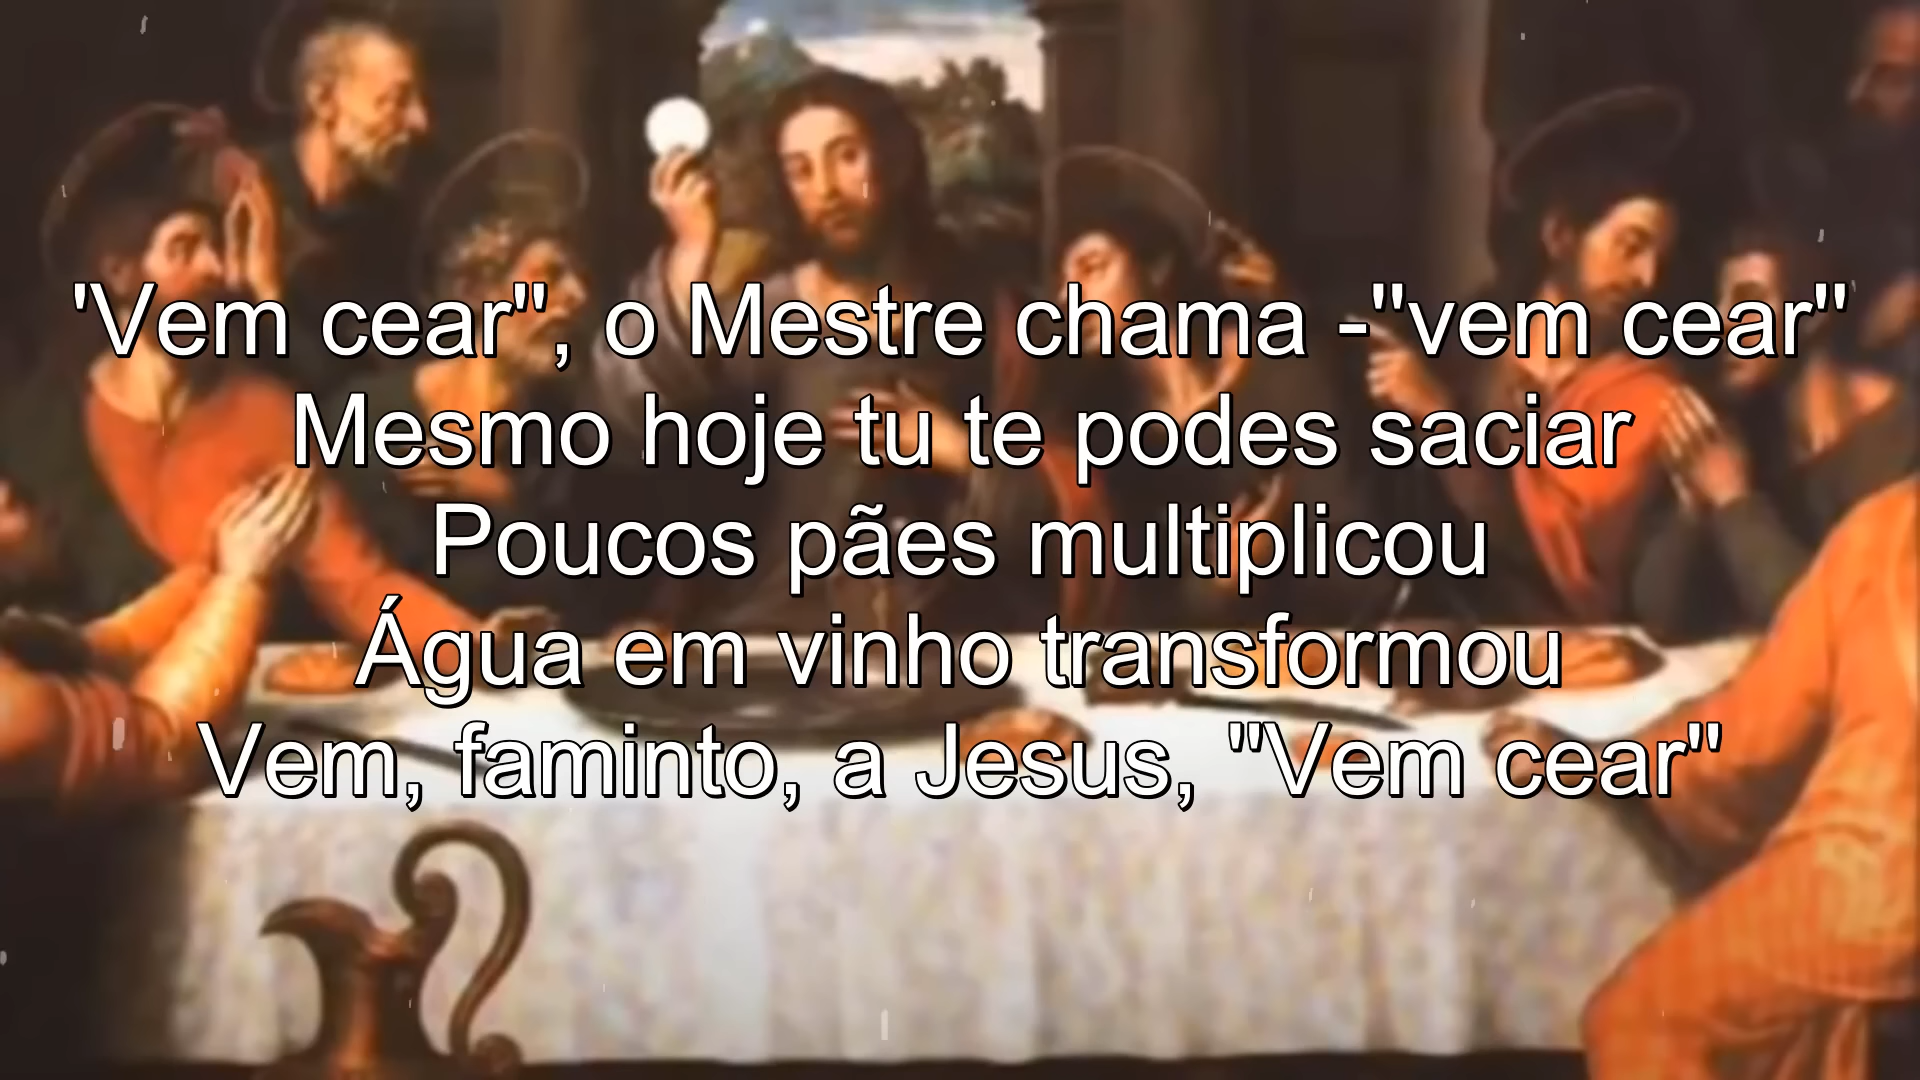 'Vem cear", o Mestre chama -"vem cear"
Mesmo hoje tu te podes saciar
Poucos pães multiplicou
Água em vinho transformou
Vem, faminto, a Jesus, "Vem cear"